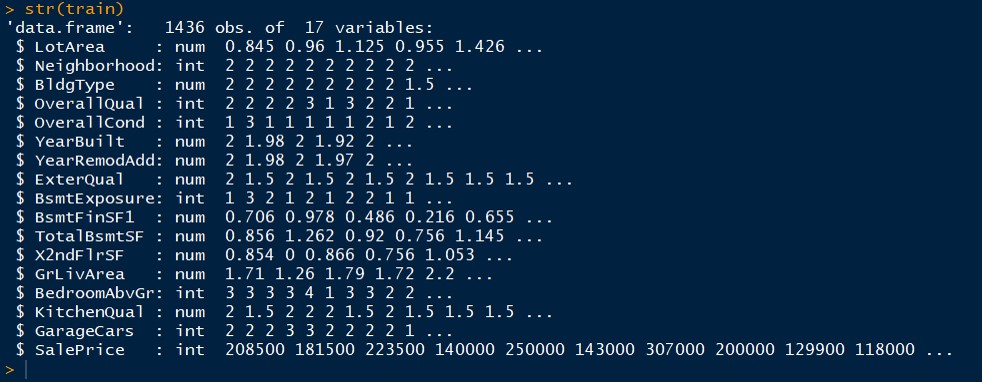 > str(train)
'data.frame':   1436 obs. of  17 variables:
 $ LotArea     : num  0.845 0.96 1.125 0.955 1.426 ...
 $ Neighborhood: int  2 2 2 2 2 2 2 2 2 2 ...
 $ BldgType    : num  2 2 2 2 2 2 2 2 2 1.5 ...
 $ OverallQual : int  2 2 2 2 3 1 3 2 2 1 ...
 $ OverallCond : int  1 3 1 1 1 1 1 2 1 2 ...
 $ YearBuilt   : num  2 1.98 2 1.92 2 ...
 $ YearRemodAdd: num  2 1.98 2 1.97 2 ...
 $ ExterQual   : num  2 1.5 2 1.5 2 1.5 2 1.5 1.5 1.5 ...
 $ BsmtExposure: int  1 3 2 1 2 1 2 2 1 1 ...
 $ BsmtFinSF1  : num  0.706 0.978 0.486 0.216 0.655 ...
 $ TotalBsmtSF : num  0.856 1.262 0.92 0.756 1.145 ...
 $ X2ndFlrSF   : num  0.854 0 0.866 0.756 1.053 ...
 $ GrLivArea   : num  1.71 1.26 1.79 1.72 2.2 ...
 $ BedroomAbvGr: int  3 3 3 3 4 1 3 3 2 2 ...
 $ KitchenQual : num  2 1.5 2 2 2 1.5 2 1.5 1.5 1.5 ...
 $ GarageCars  : int  2 2 2 3 3 2 2 2 2 1 ...
 $ SalePrice   : int  208500 181500 223500 140000 250000 143000 307000 200000 129900 118000 ...
>